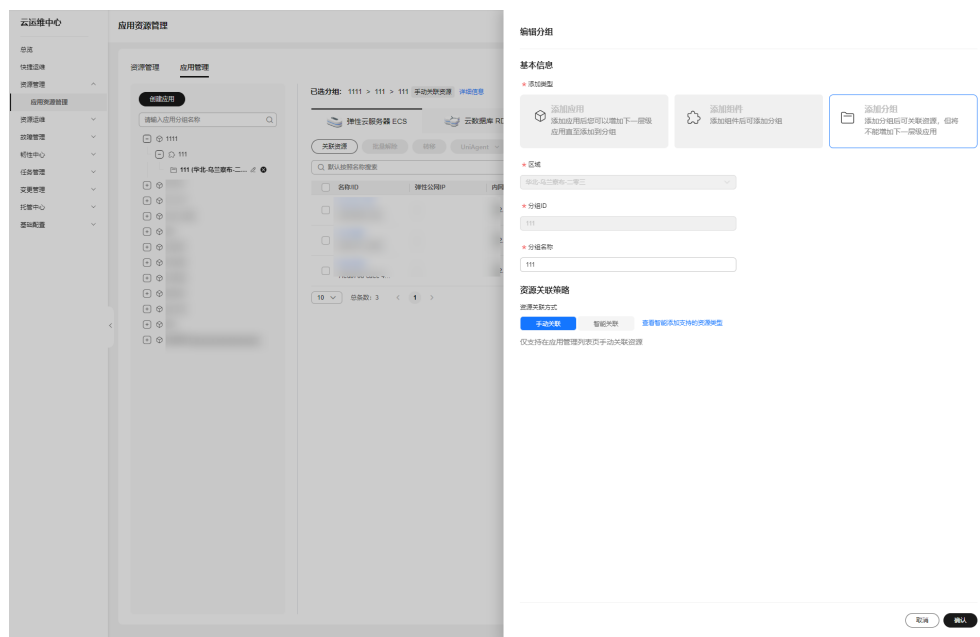 云运维中心
总览
快捷运维
资源管理
应用资源管理
资源运维
故障管理
韧性中心
任务管理
变更管理
托管中心
基础配置
应用资源管理
资源管理
应用管理
创建应用
请输入应用分组名称
1111
111
111 (华北-乌兰察布-二...
已选分组: 1111 > 111 > 111 手动关联资源 详细信息
弹性云服务器 ECS
云数据库 RD
关联资源
批量解除
转移
UniAgent
默认按照名称搜索
名称/ID
弹性公网IP
内网
10
总条数: 3
1
编辑分组
基本信息
* 添加类型
添加应用
添加应用后您可以增加下一层级
应用直至添加到分组
添加组件
添加组件后可添加分组
添加分组
添加分组后可关联资源，但将
不能增加下一层级应用
* 区域
华北-乌兰察布-二零三
* 分组ID
111
* 分组名称
111
资源关联策略
资源关联方式
手动关联
智能关联
查看智能添加支持的资源类型
仅支持在应用管理列表页手动关联资源
取消
确认